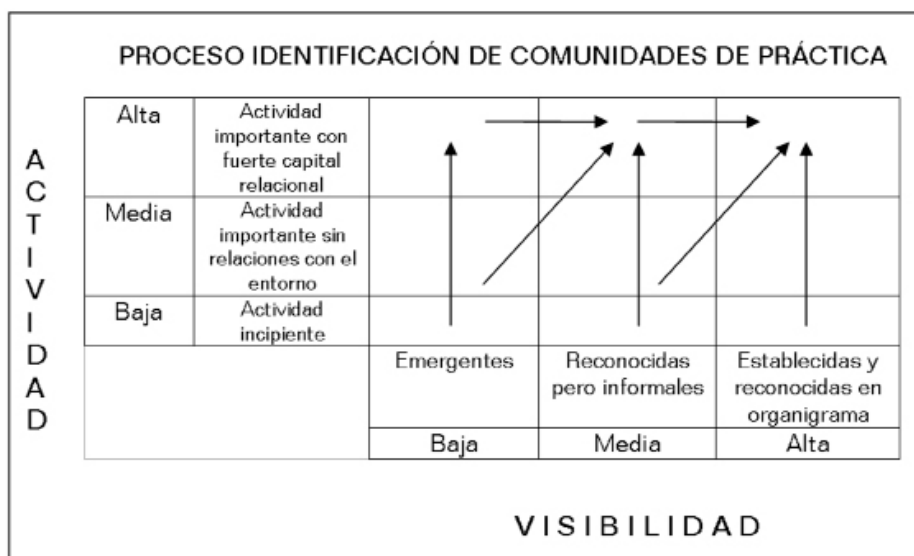 PROCESO IDENTIFICACIÓN DE COMUNIDADES DE PRÁCTICA
ACTIVIDAD
Alta
Actividad
importante con
fuerte capital
relacional
Media
Actividad
importante sin
relaciones con el
entorno
Baja
Actividad
incipiente
Emergentes
Reconocidas
pero informales
Establecidas y
reconocidas en
organigrama
Baja
Media
Alta
VISIBILIDAD